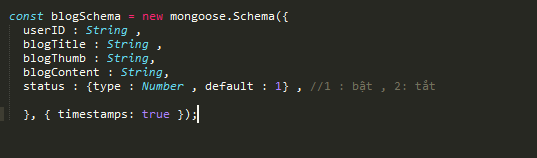 const blogSchema = new mongoose.Schema({
userID : String ,
blogTitle : String ,
blogThumb : String,
blogContent : String,
status : {type : Number , default : 1} , //1 : bật , 2: tắt
}, { timestamps: true });